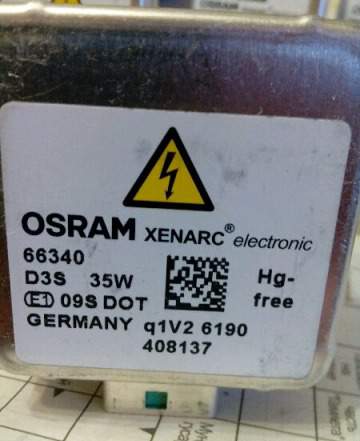 OSRAM XENARC® electronic
66340
D3S 35W
Hg-
free
E1 09S DOT
GERMANY q1V2 6190
408137